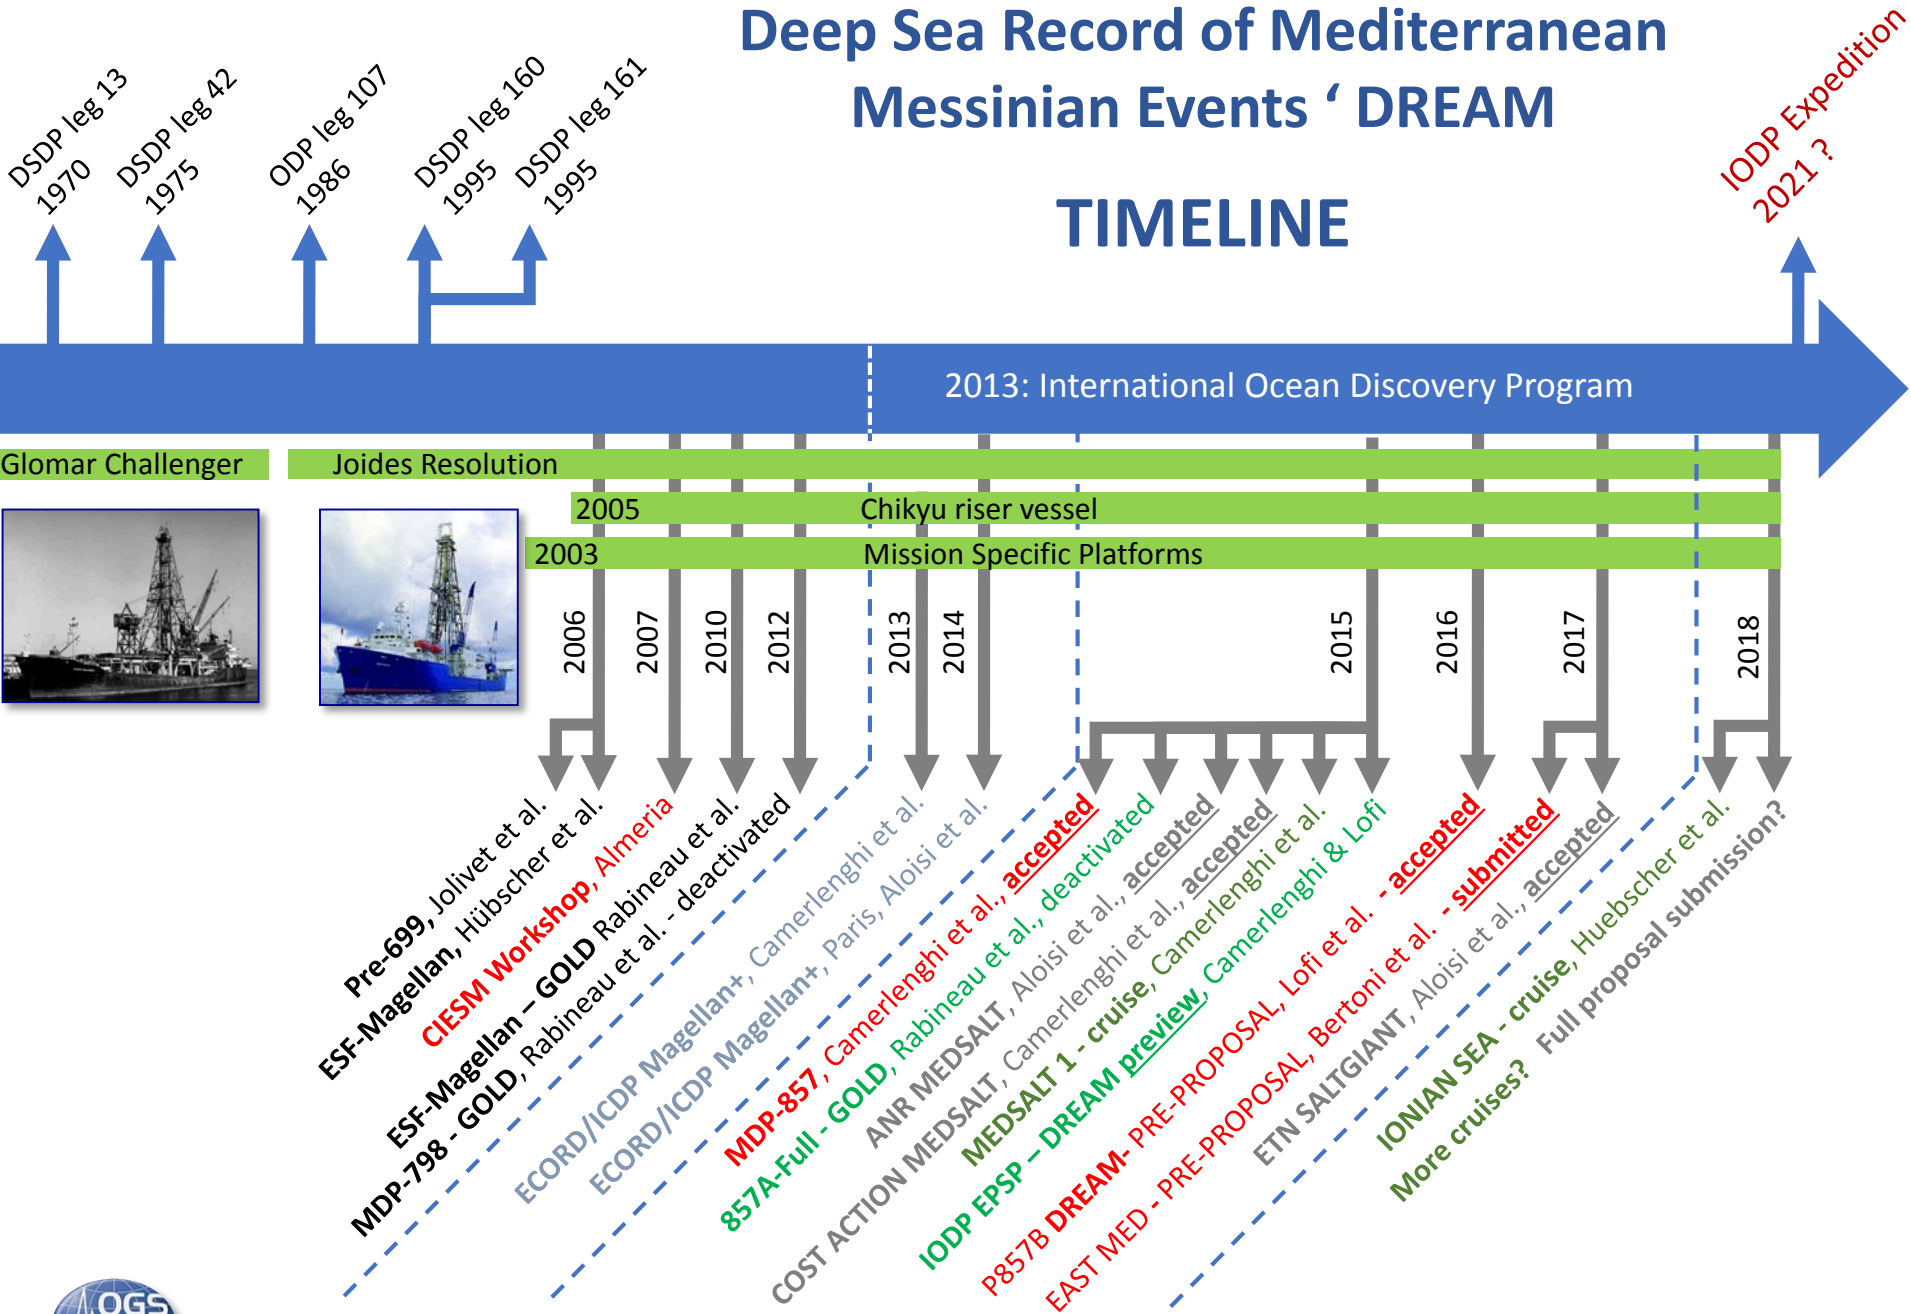 Deep Sea Record of Mediterranean
Messinian Events ‘ DREAM
TIMELINE
DSDP leg 13
1970
DSDP leg 42
1975
ODP leg 107
1986
DSDP leg 160
1995
DSDP leg 161
1995
IODP Expedition
2021 ?
2013: International Ocean Discovery Program
Glomar Challenger
Joides Resolution
2005
Chikyu riser vessel
2003
Mission Specific Platforms
2006
2007
2010
2012
2013
2014
2015
2016
2017
2018
Pre-699, Jolivet et al.
ESF-Magellan, Hübscher et al.
CIESM Workshop, Almeria
ESF-Magellan – GOLD Rabineau et al.
MDP-798 - GOLD, Rabineau et al. - deactivated
ECORD/ICDP Magellan+, Camerlenghi et al.
ECORD/ICDP Magellan+, Paris, Aloisi et al.
MDP-857, Camerlenghi et al., accepted
857A-Full - GOLD, Rabineau et al., deactivated
ANR MEDSALT, Aloisi et al., accepted
COST ACTION MEDSALT, Camerlenghi et al., accepted
MEDSALT 1 - cruise, Camerlenghi et al.
IODP EPSP – DREAM preview, Camerlenghi & Lofi
P857B DREAM- PRE-PROPOSAL, Lofi et al. - accepted
EAST MED - PRE-PROPOSAL, Bertoni et al. - submitted
ETN SALTGIANT, Aloisi et al., accepted
IONIAN SEA - cruise, Huebscher et al.
More cruises? Full proposal submission?
OGS